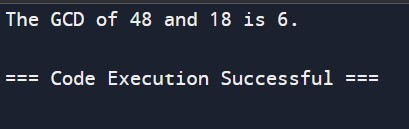 The GCD of 48 and 18 is 6.
=== Code Execution Successful ===